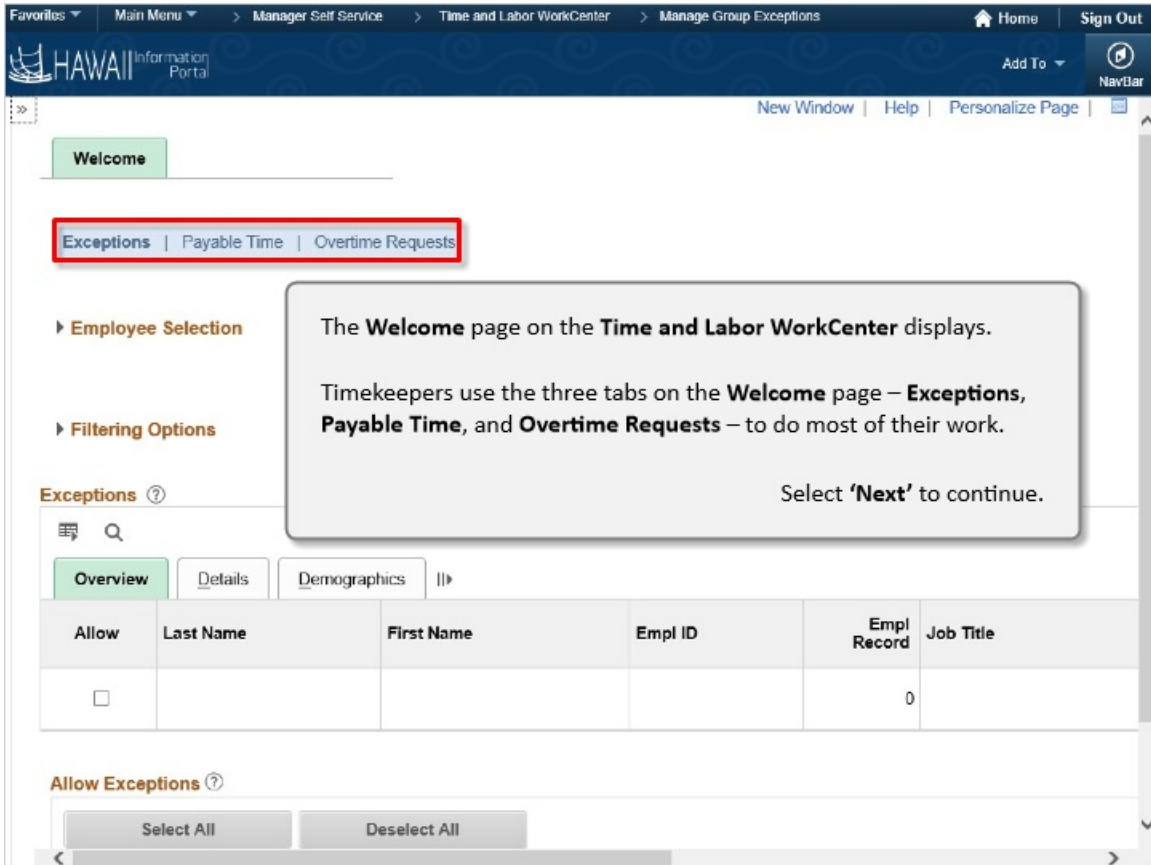 Favorites Main Menu > Manager Self Service > Time and Labor WorkCenter > Manage Group Exceptions Home Sign Out
HAWAII Information Portal
Add To
NavBar
» New Window | Help | Personalize Page |
Welcome
Exceptions | Payable Time | Overtime Requests
Employee Selection
The Welcome page on the Time and Labor WorkCenter displays.
Timekeepers use the three tabs on the Welcome page – Exceptions,
Payable Time, and Overtime Requests – to do most of their work.
Filtering Options
Select ‘Next’ to continue.
Exceptions ?
Overview Details Demographics
Allow Last Name First Name Empl ID Empl Record Job Title
0
Allow Exceptions ?
Select All Deselect All